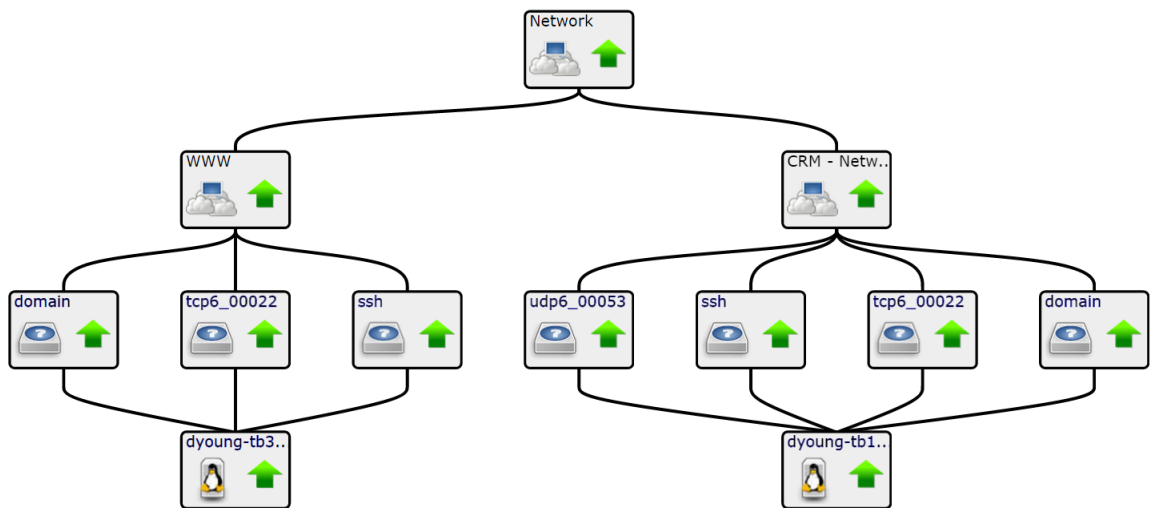 Network
WWW
CRM - Netw..
domain
tcp6_00022
ssh
udp6_00053
ssh
tcp6_00022
domain
dyoung-tb3..
dyoung-tb1..